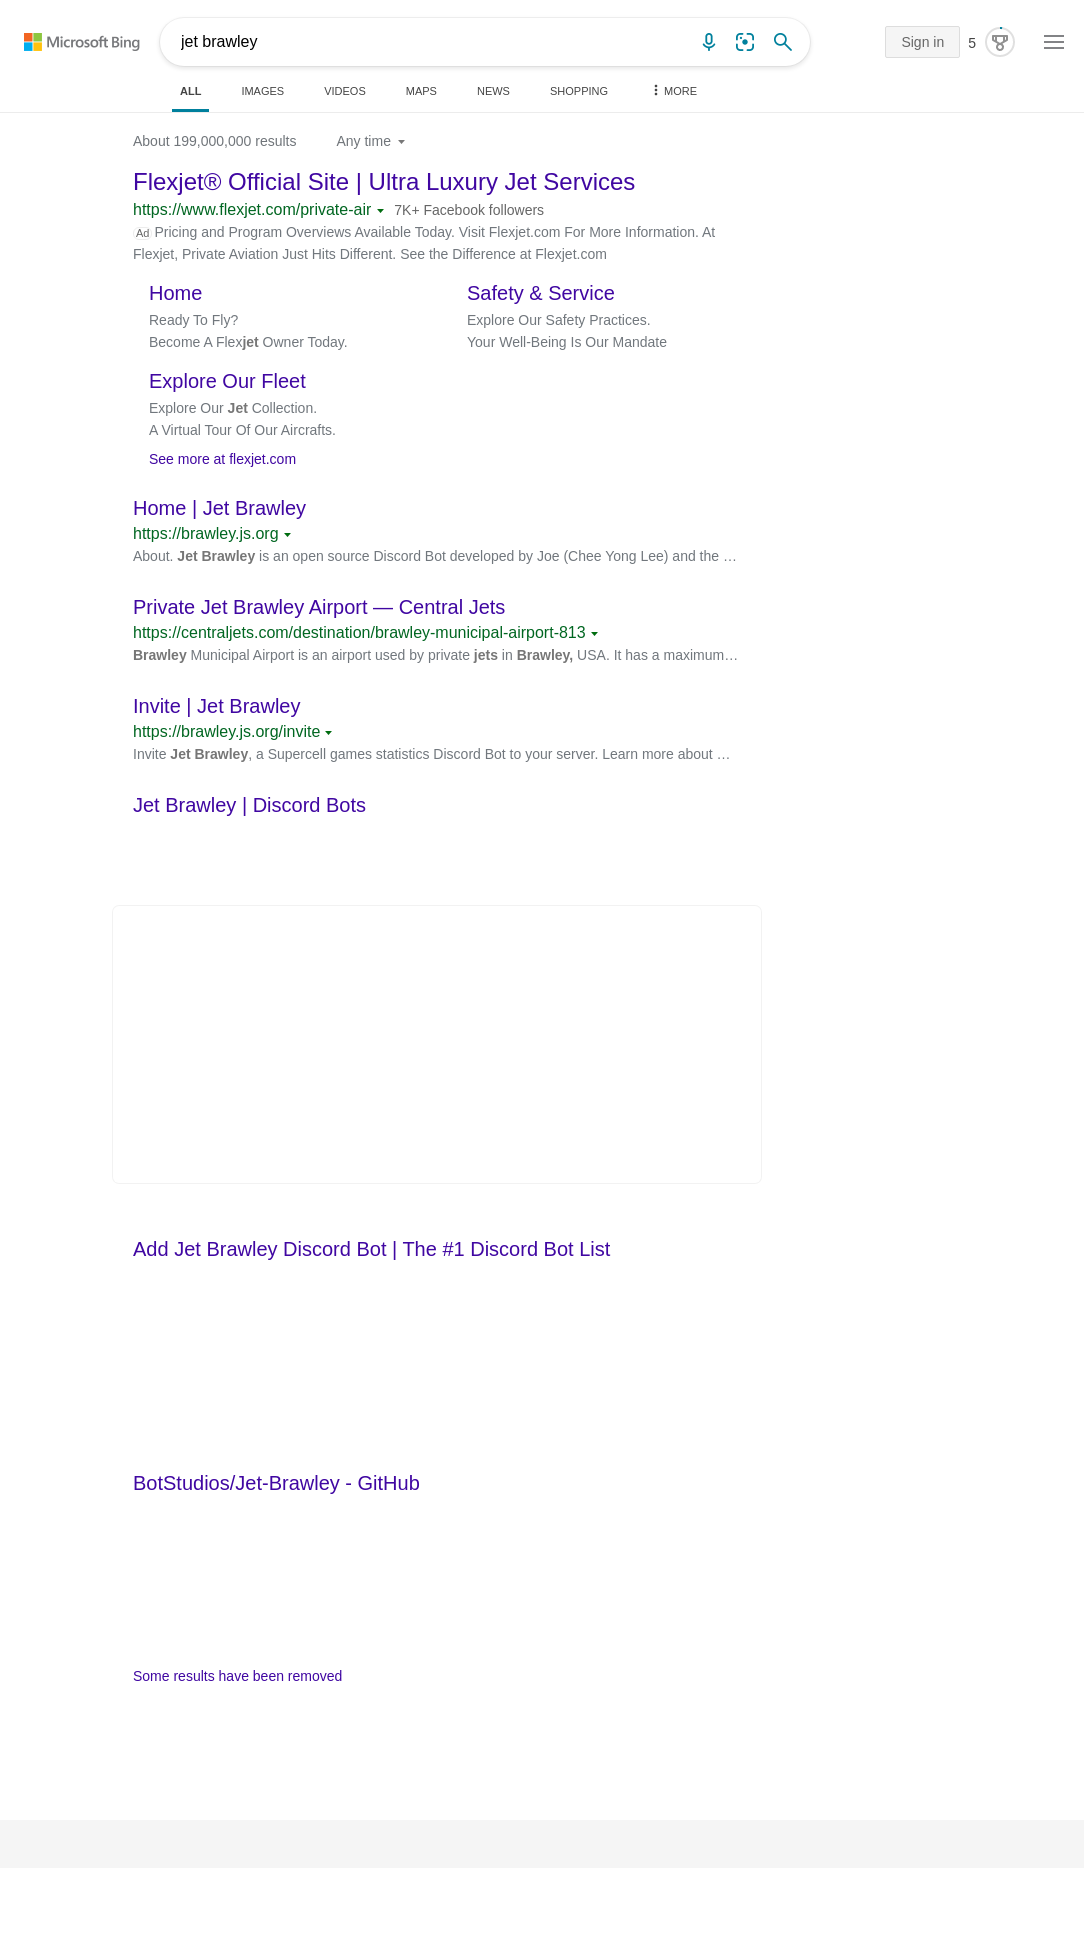 Microsoft Bing
jet brawley
Sign in
5
ALL
IMAGES
VIDEOS
MAPS
NEWS
SHOPPING
MORE
About 199,000,000 results
Any time
Flexjet® Official Site | Ultra Luxury Jet Services
https://www.flexjet.com/private-air
7K+ Facebook followers
Ad Pricing and Program Overviews Available Today. Visit Flexjet.com For More Information. At
Flexjet, Private Aviation Just Hits Different. See the Difference at Flexjet.com
Home
Ready To Fly?
Become A Flexjet Owner Today.
Safety & Service
Explore Our Safety Practices.
Your Well-Being Is Our Mandate
Explore Our Fleet
Explore Our Jet Collection.
A Virtual Tour Of Our Aircrafts.
See more at flexjet.com
Home | Jet Brawley
https://brawley.js.org
About. Jet Brawley is an open source Discord Bot developed by Joe (Chee Yong Lee) and the …
Private Jet Brawley Airport — Central Jets
https://centraljets.com/destination/brawley-municipal-airport-813
Brawley Municipal Airport is an airport used by private jets in Brawley, USA. It has a maximum…
Invite | Jet Brawley
https://brawley.js.org/invite
Invite Jet Brawley, a Supercell games statistics Discord Bot to your server. Learn more about …
Jet Brawley | Discord Bots
Add Jet Brawley Discord Bot | The #1 Discord Bot List
BotStudios/Jet-Brawley - GitHub
Some results have been removed